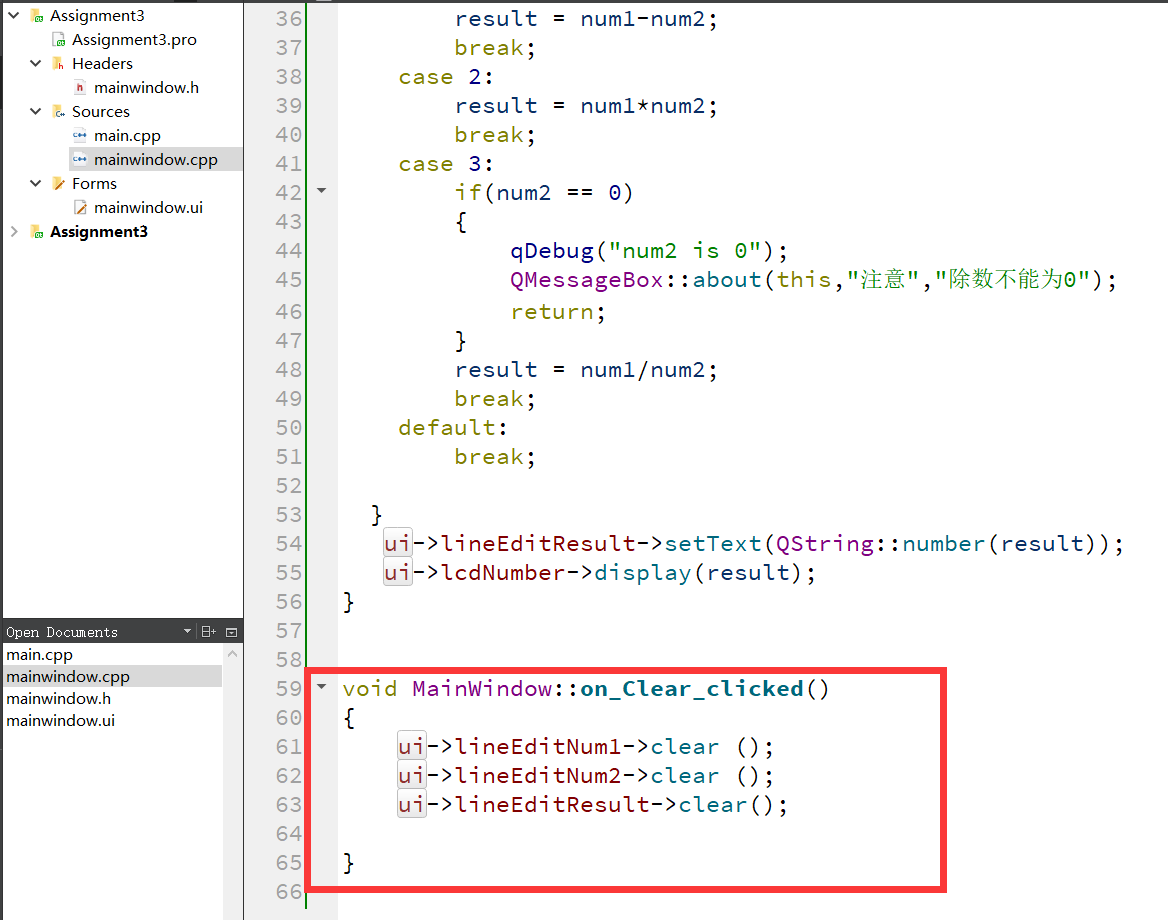 Assignment3
Assignment3.pro
Headers
mainwindow.h
Sources
main.cpp
mainwindow.cpp
Forms
mainwindow.ui
Assignment3
Open Documents
main.cpp
mainwindow.cpp
mainwindow.h
mainwindow.ui
36 result = num1-num2;
37 break;
38 case 2:
39 result = num1*num2;
40 break;
41 case 3:
42 if(num2 == 0)
43 {
44 qDebug("num2 is 0");
45 QMessageBox::about(this,"注意","除数不能为0");
46 return;
47 }
48 result = num1/num2;
49 break;
50 default:
51 break;
52
53 }
54 ui->lineEditResult->setText(QString::number(result));
55 ui->lcdNumber->display(result);
56 }
57
58
59 void MainWindow::on_Clear_clicked()
60 {
61 ui->lineEditNum1->clear ();
62 ui->lineEditNum2->clear ();
63 ui->lineEditResult->clear();
64
65 }
66